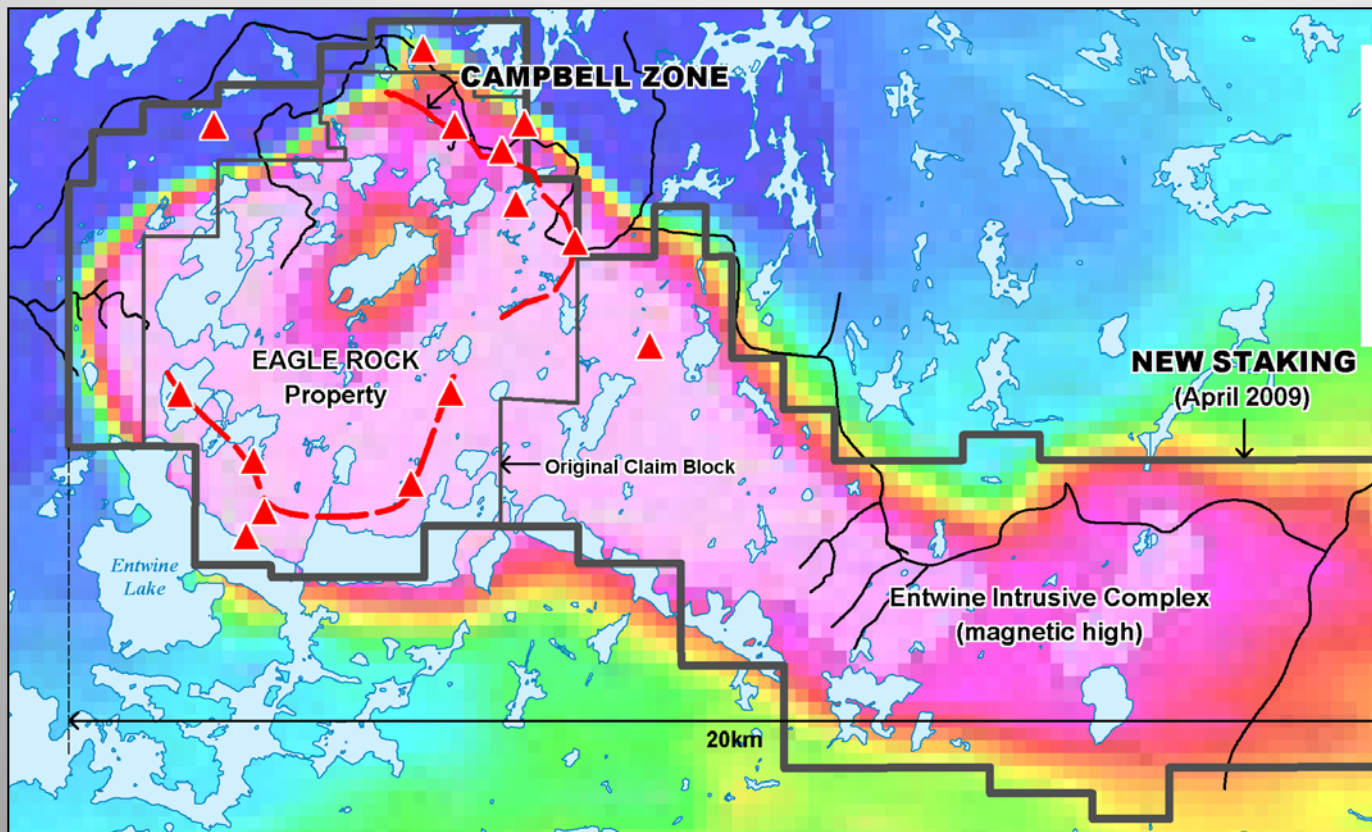 CAMPBELL ZONE
EAGLE ROCK
Property
NEW STAKING
(April 2009)
Original Claim Block
Entwine
Lake
Entwine Intrusive Complex
(magnetic high)
20km